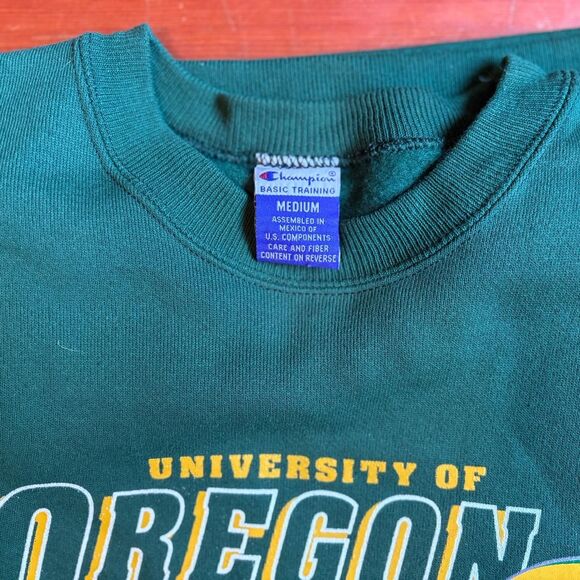 Champion®
BASIC TRAINING
MEDIUM
ASSEMBLED IN
MEXICO OF
U.S. COMPONENTS
CARE AND FIBER
CONTENT ON REVERSE
UNIVERSITY OF
OREGON